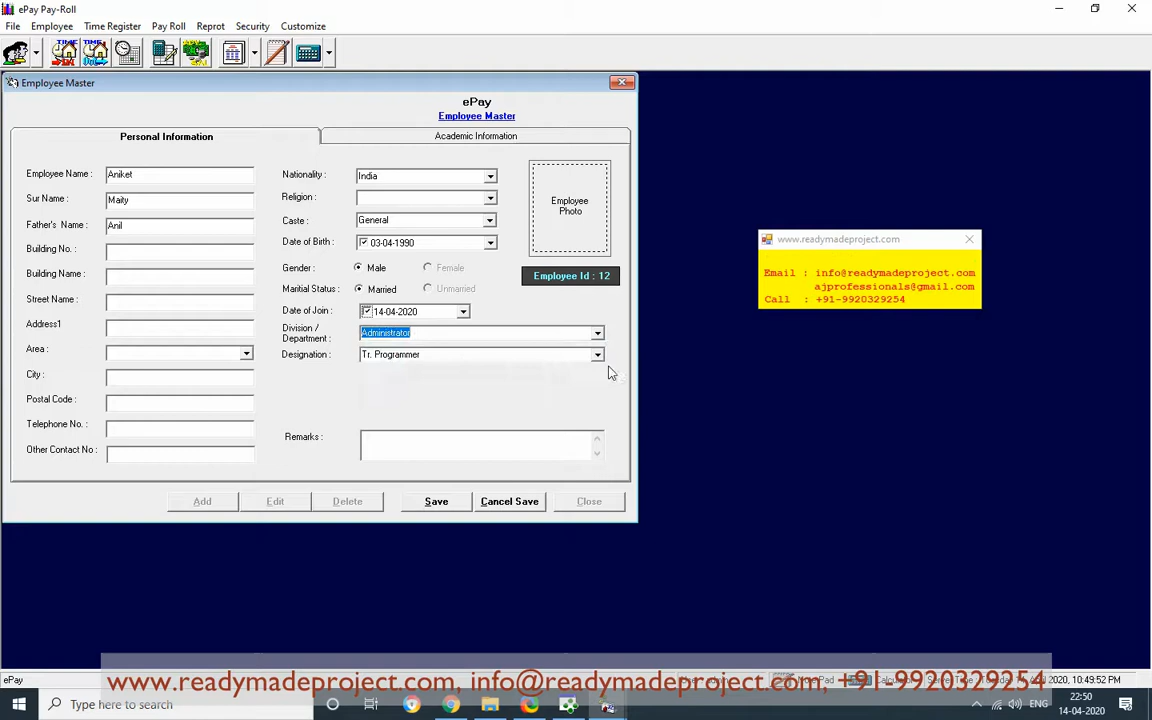 ePay Pay-Roll
File Employee Time Register Pay Roll Reprot Security Customize
Employee Master
ePay
Employee Master
Personal Information
Academic Information
Employee Name : Aniket
Sur Name : Maity
Father's Name : Anil
Building No. :
Building Name :
Street Name :
Address1
Area :
City :
Postal Code :
Telephone No. :
Other Contact No :
Nationality : India
Religion :
Caste : General
Date of Birth : 03-04-1990
Gender : Male Female
Maritial Status : Married Unmarried
Date of Join : 14-04-2020
Division /
Department : Administrator
Designation : Tr. Programmer
Remarks :
Employee
Photo
Employee Id : 12
Add Edit Delete Save Cancel Save Close
www.readymadeproject.com
Email : info@readymadeproject.com
ajprofessionals@gmail.com
Call : +91-9920329254
ePay
10:49:52 PM
www.readymadeproject.com, info@readymadeproject.com, +91 -9920329254
Type here to search
ENG
22:50
14-04-2020